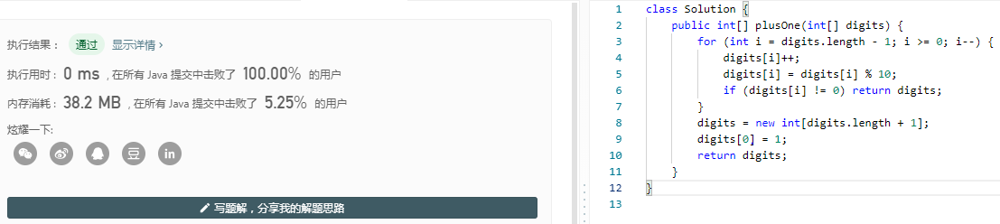 执行结果： 通过 显示详情 ›
执行用时： 0 ms , 在所有 Java 提交中击败了 100.00% 的用户
内存消耗： 38.2 MB , 在所有 Java 提交中击败了 5.25% 的用户
炫耀一下:
豆 in
写题解，分享我的解题思路
1 class Solution {
2 public int[] plusOne(int[] digits) {
3 for (int i = digits.length - 1; i >= 0; i--) {
4 digits[i]++;
5 digits[i] = digits[i] % 10;
6 if (digits[i] != 0) return digits;
7 }
8 digits = new int[digits.length + 1];
9 digits[0] = 1;
10 return digits;
11 }
12 }
13